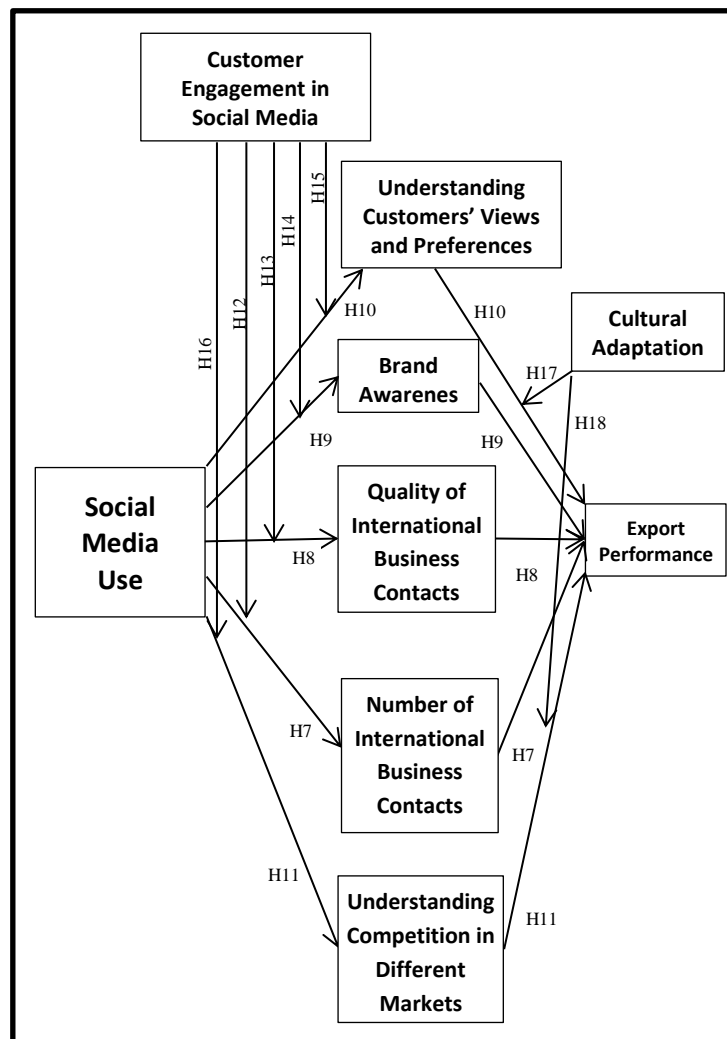 Customer
Engagement in
Social Media
H15
H14
H13
H12
H16
Understanding
Customers’ Views
and Preferences
H10
H10
Cultural
Adaptation
H17
H18
Brand
Awarenes
H9
H9
Social
Media
Use
Quality of
International
Business
Contacts
H8
H8
Export
Performance
Number of
International
Business
Contacts
H7
H7
Understanding
Competition in
Different
Markets
H11
H11